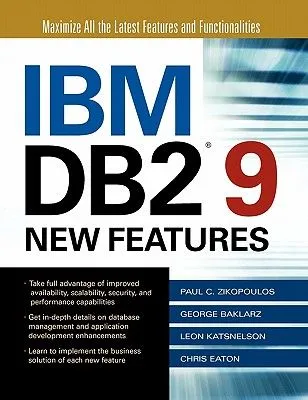 Maximize All the Latest Features and Functionalities
IBM
DB2® 9
NEW FEATURES
• Take full advantage of improved
availability, scalability, security, and
performance capabilities
• Get in-depth details on database
management and application
development enhancements
• Learn to implement the business
solution of each new feature
PAUL C. ZIKOPOULOS
GEORGE BAKLARZ
LEON KATSNELSON
CHRIS EATON